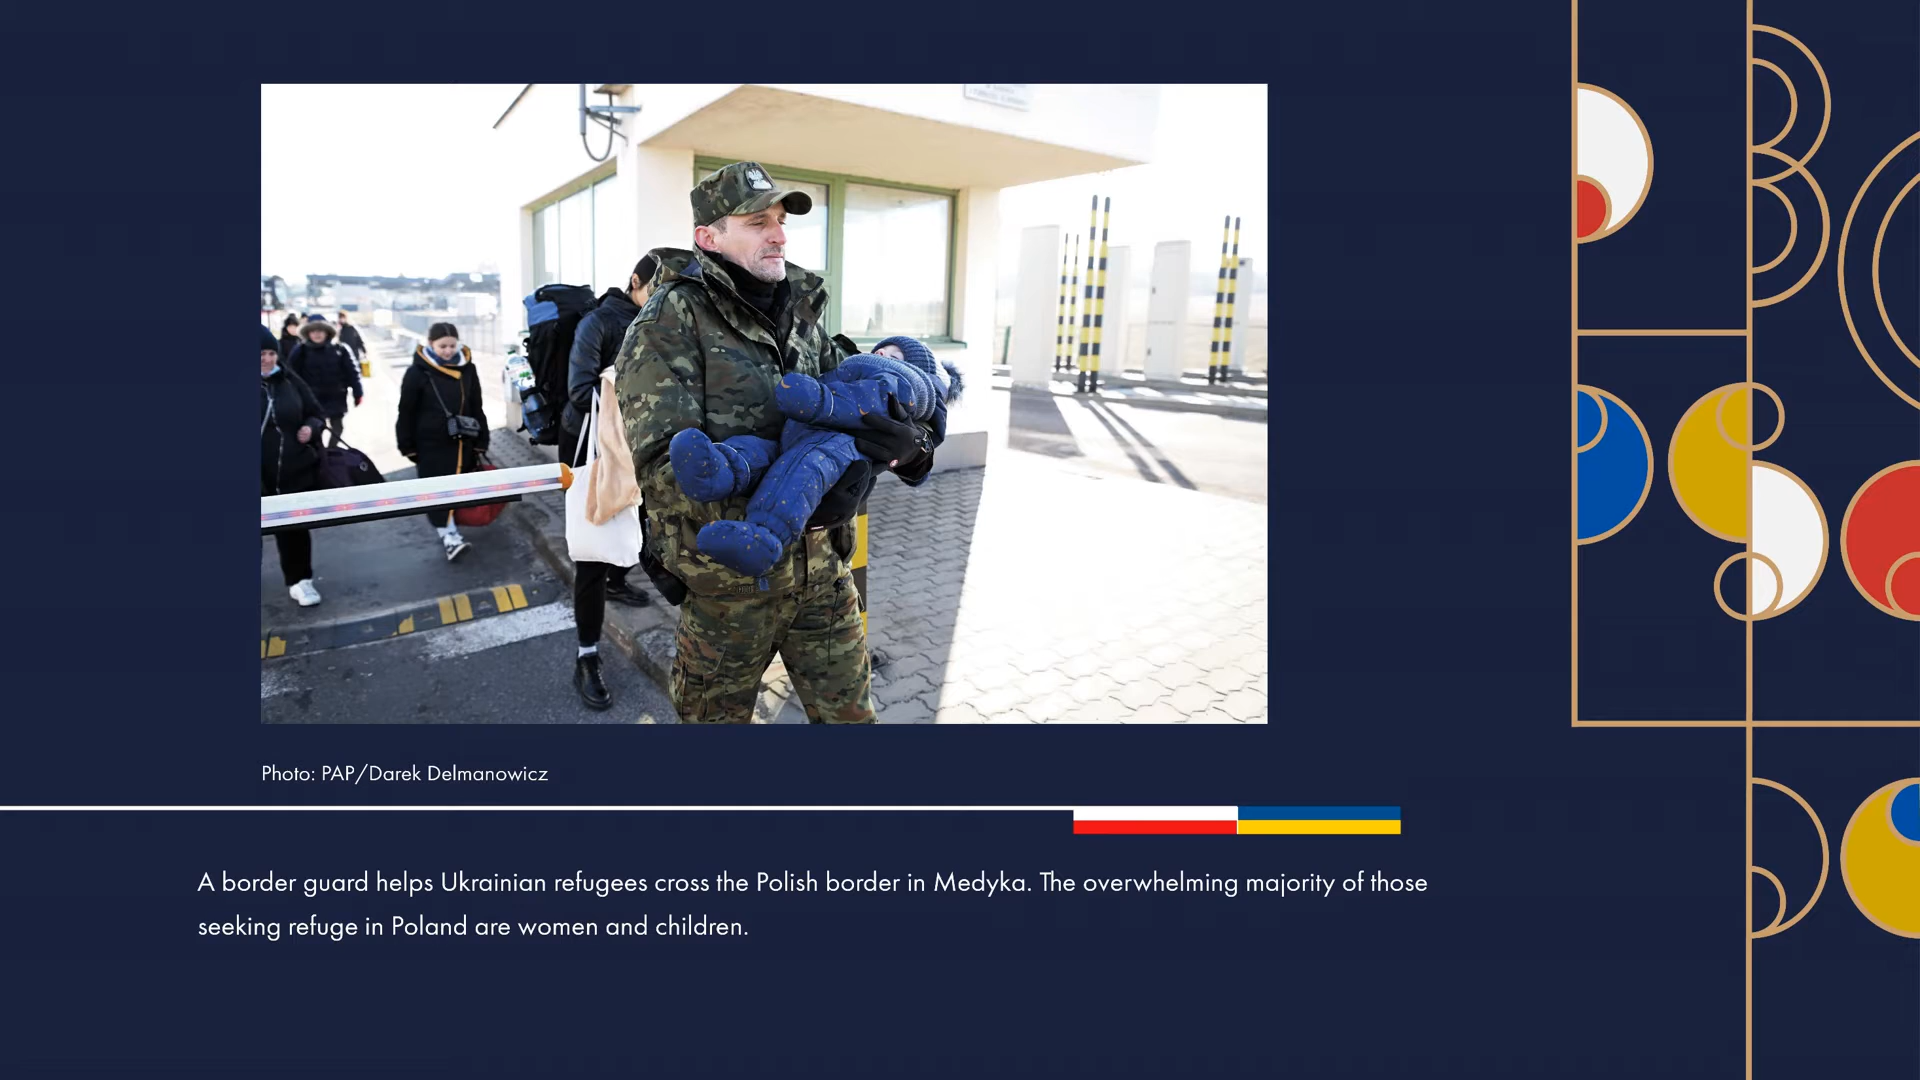 Photo: PAP/Darek Delmanowicz
A border guard helps Ukrainian refugees cross the Polish border in Medyka. The overwhelming majority of those
seeking refuge in Poland are women and children.